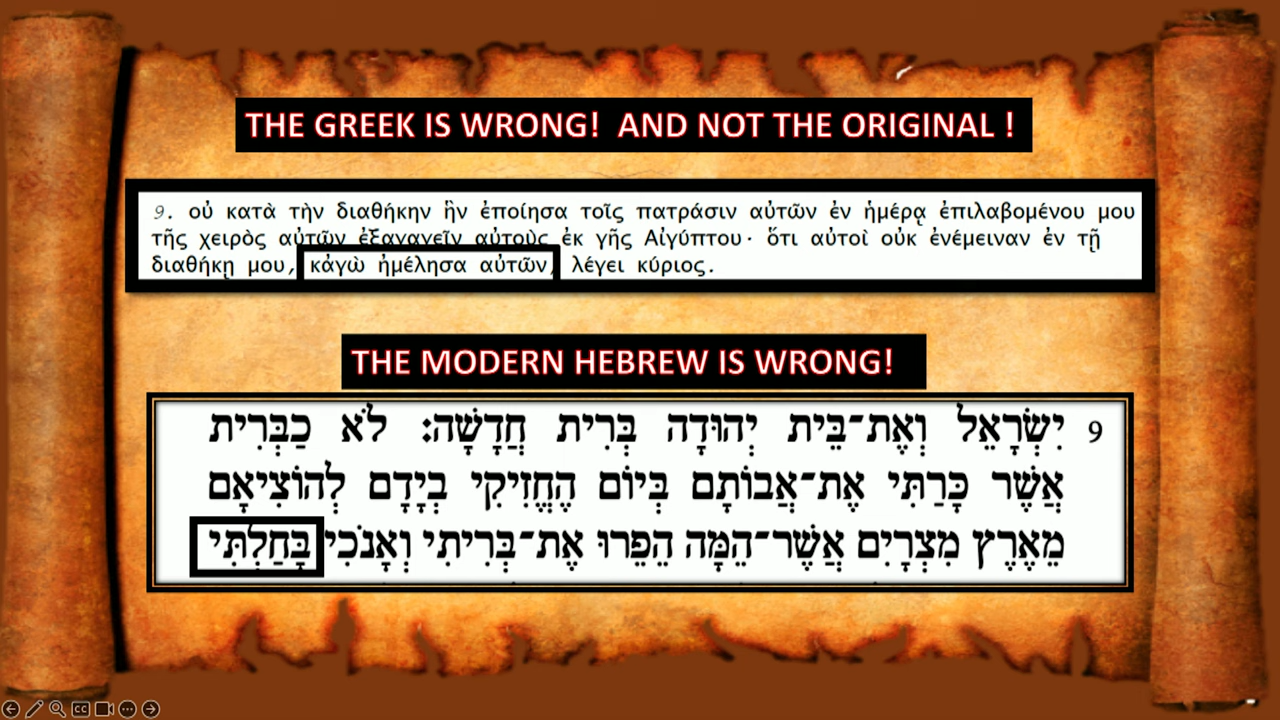 THE GREEK IS WRONG!  AND NOT THE ORIGINAL !
9. οὐ κατὰ τὴν διαθήκην ἣν ἐποίησα τοῖς πατράσιν αὐτῶν ἐν ἡμέρᾳ ἐπιλαβομένου μου
τῆς χειρὸς αὐτῶν ἐξαγαγεῖν αὐτοὺς ἐκ γῆς Αἰγύπτου· ὅτι αὐτοὶ οὐκ ἐνέμειναν ἐν τῇ
διαθήκῃ μου, κἀγὼ ἠμέλησα αὐτῶν, λέγει κύριος.
THE MODERN HEBREW IS WRONG!
9 יִשְׂרָאֵל וְאֶת־בֵּית יְהוּדָה בְּרִית חֲדָשָׁה׃ לֹא כַבְּרִית
אֲשֶׁר כָּרַתִּי אֶת־אֲבוֹתָם בְּיוֹם הֶחֱזִיקִי בְיָדָם לְהוֹצִיאָם
מֵאֶרֶץ מִצְרָיִם אֲשֶׁר־הֵמָּה הֵפֵרוּ אֶת־בְּרִיתִי וְאָנֹכִי בָּחַלְתִּי
CC